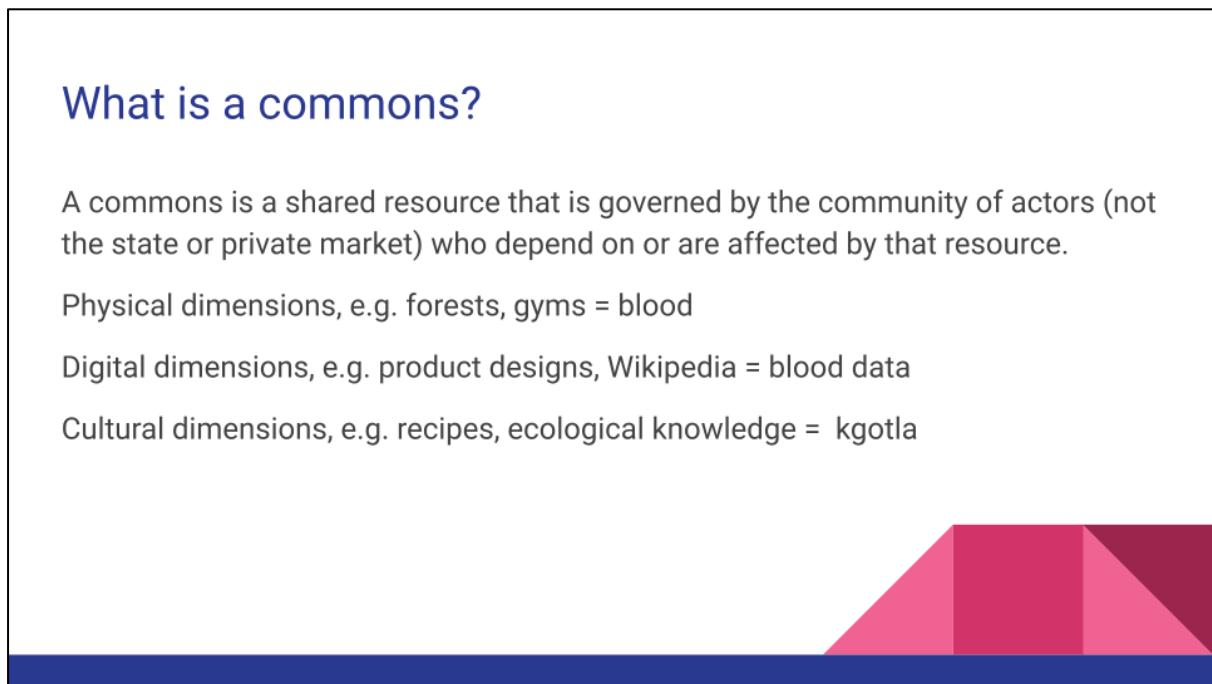 What is a commons?
A commons is a shared resource that is governed by the community of actors (not
the state or private market) who depend on or are affected by that resource.
Physical dimensions, e.g. forests, gyms = blood
Digital dimensions, e.g. product designs, Wikipedia = blood data
Cultural dimensions, e.g. recipes, ecological knowledge =  kgotla